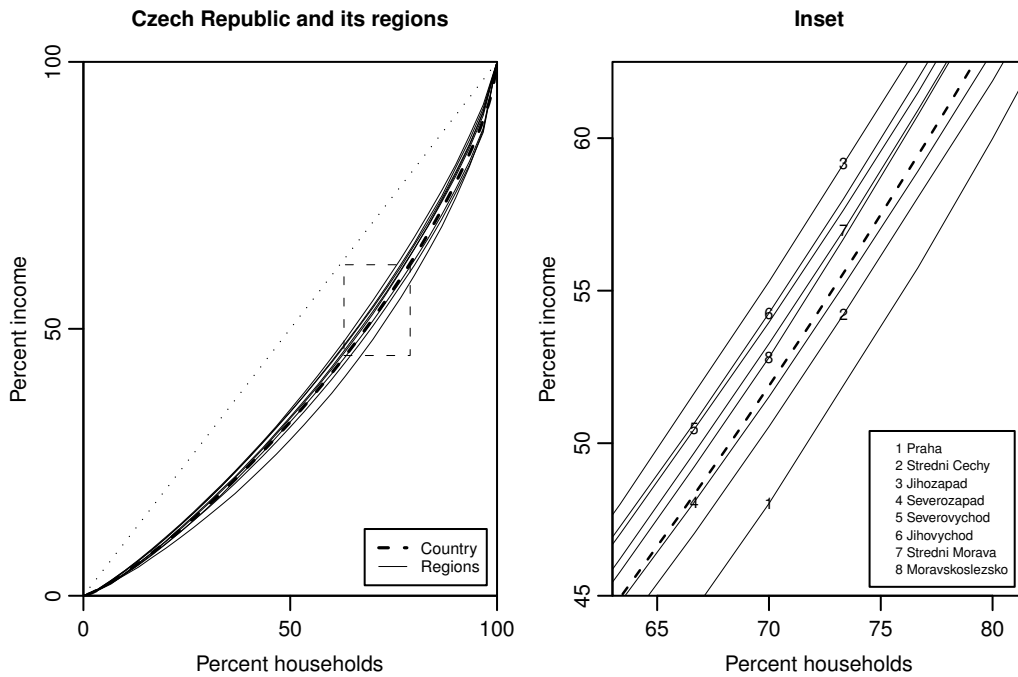 Czech Republic and its regions
100
50
0
Percent income
0
50
100
Percent households
Country
Regions
Inset
60
55
50
45
Percent income
65
70
75
80
Percent households
3
6
7
8
5
2
4
1
1 Praha
2 Stredni Cechy
3 Jihozapad
4 Severozapad
5 Severovychod
6 Jihovychod
7 Stredni Morava
8 Moravskoslezsko